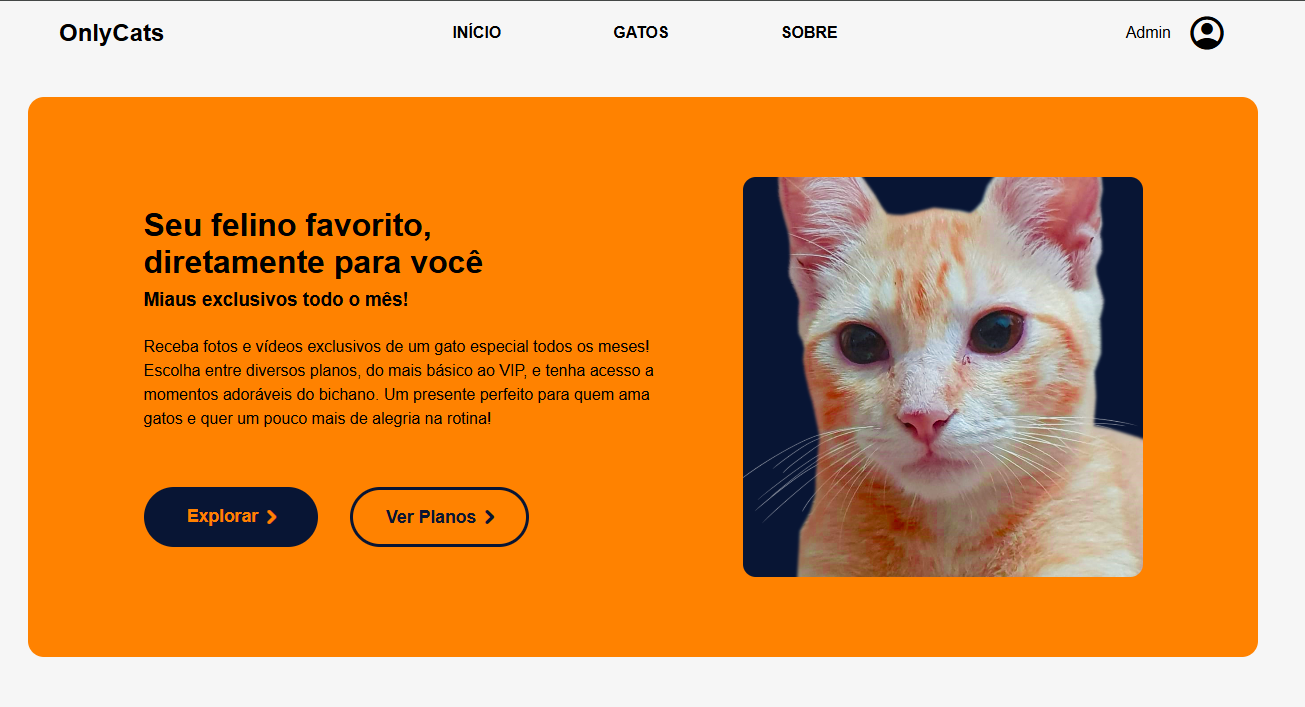 OnlyCats
INÍCIO
GATOS
SOBRE
Admin
Seu felino favorito,
diretamente para você
Miaus exclusivos todo o mês!
Receba fotos e vídeos exclusivos de um gato especial todos os meses!
Escolha entre diversos planos, do mais básico ao VIP, e tenha acesso a
momentos adoráveis do bichano. Um presente perfeito para quem ama
gatos e quer um pouco mais de alegria na rotina!
Explorar
Ver Planos